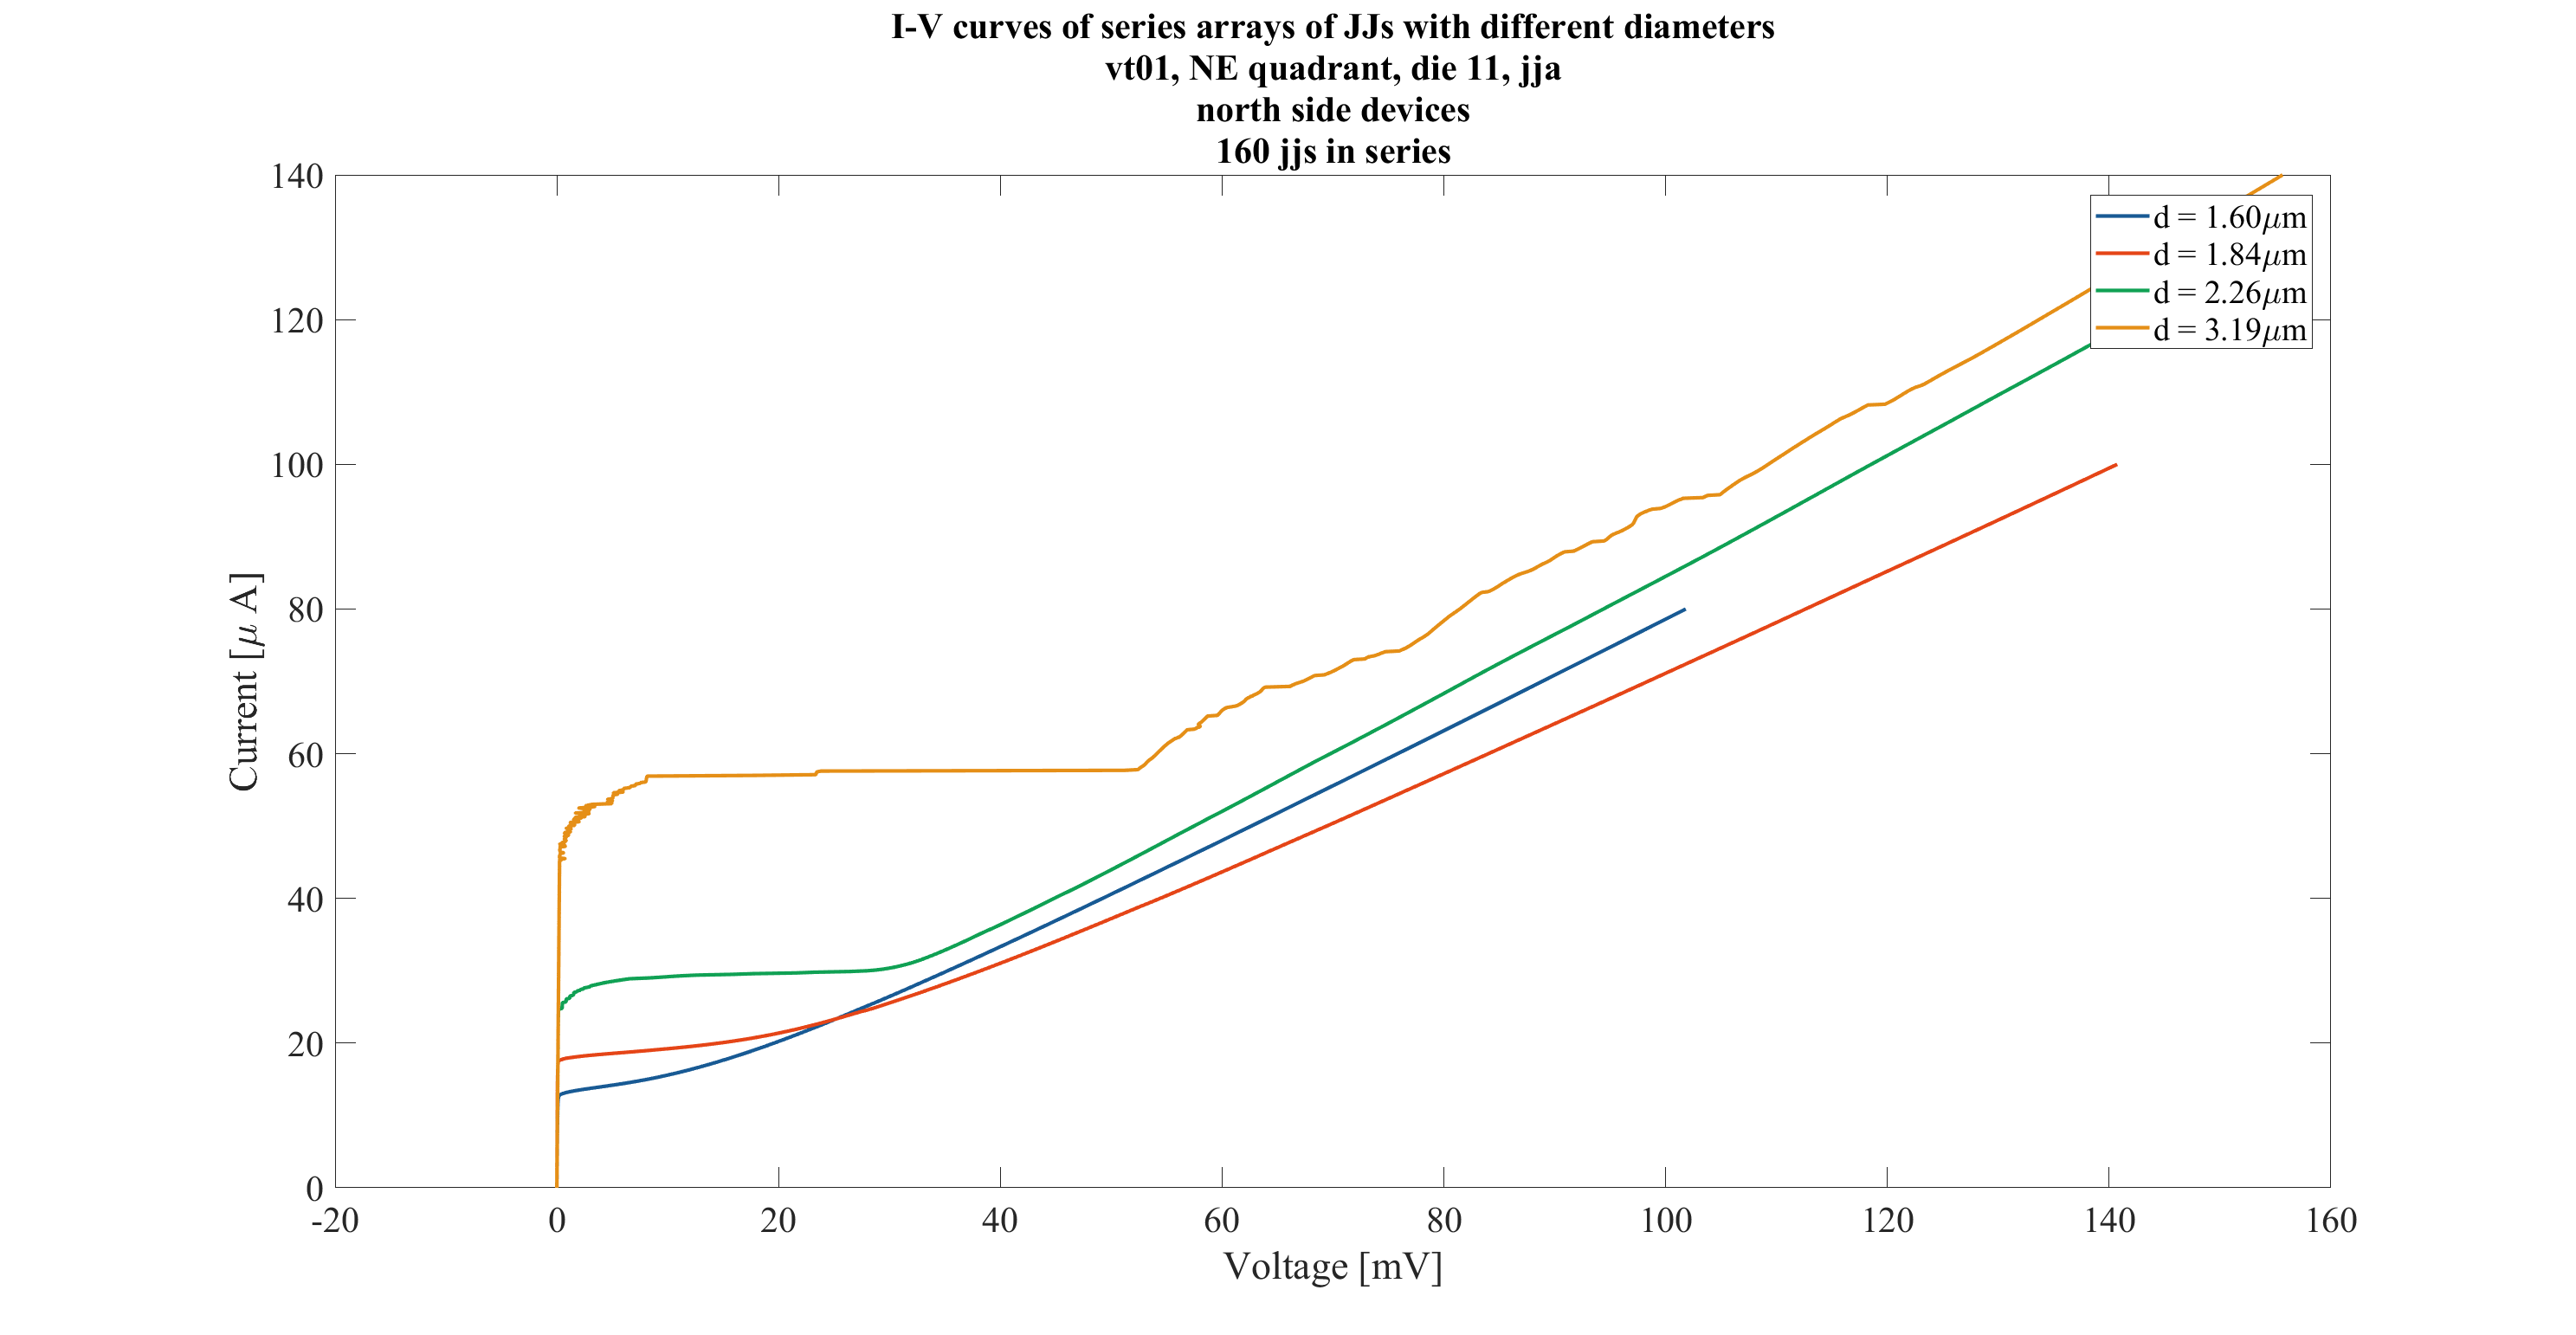 I-V curves of series arrays of JJs with different diameters
vt01, NE quadrant, die 11, jja
north side devices
160 jjs in series
140
120
100
80
60
40
20
0
Current [μ A]
d = 1.60μm
d = 1.84μm
d = 2.26μm
d = 3.19μm
-20 0 20 40 60 80 100 120 140 160
Voltage [mV]